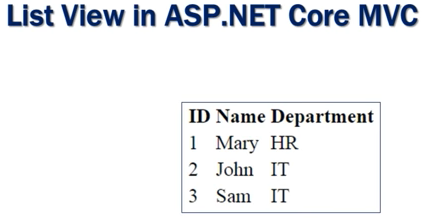 List View in ASP.NET Core MVC
ID Name Department
1 Mary HR
2 John IT
3 Sam IT